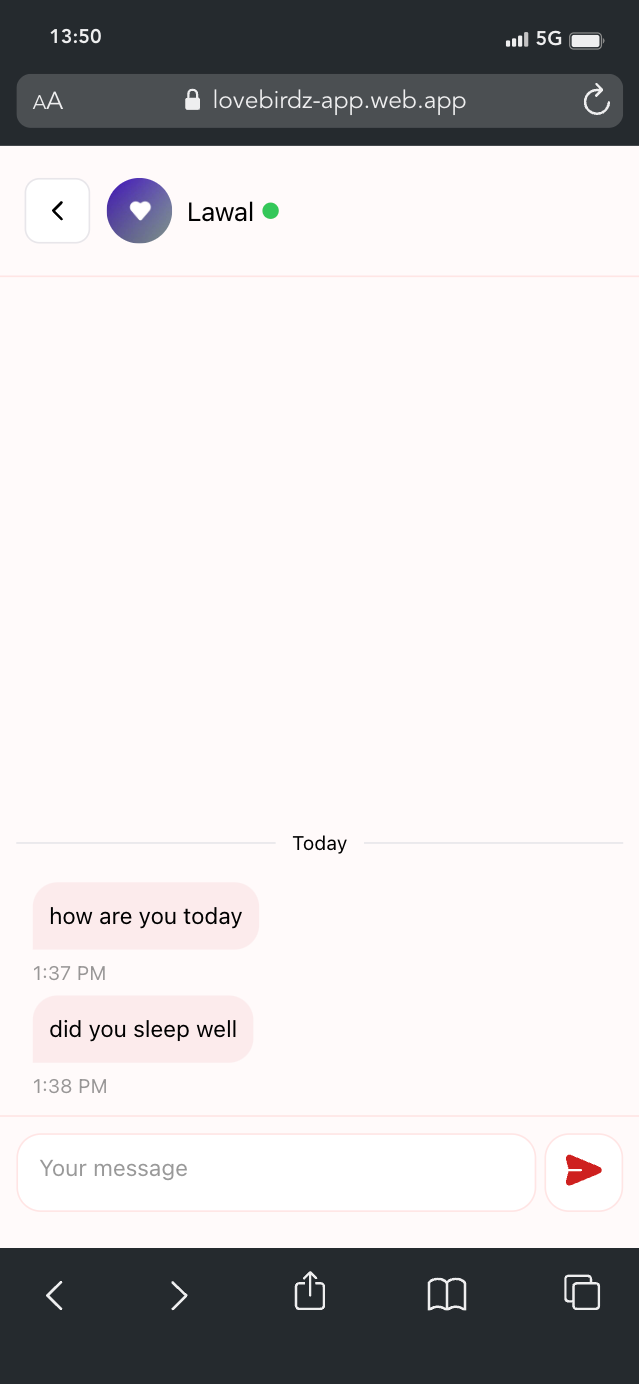 13:50
5G
AA
lovebirdz-app.web.app
Lawal
Today
how are you today
1:37 PM
did you sleep well
1:38 PM
Your message